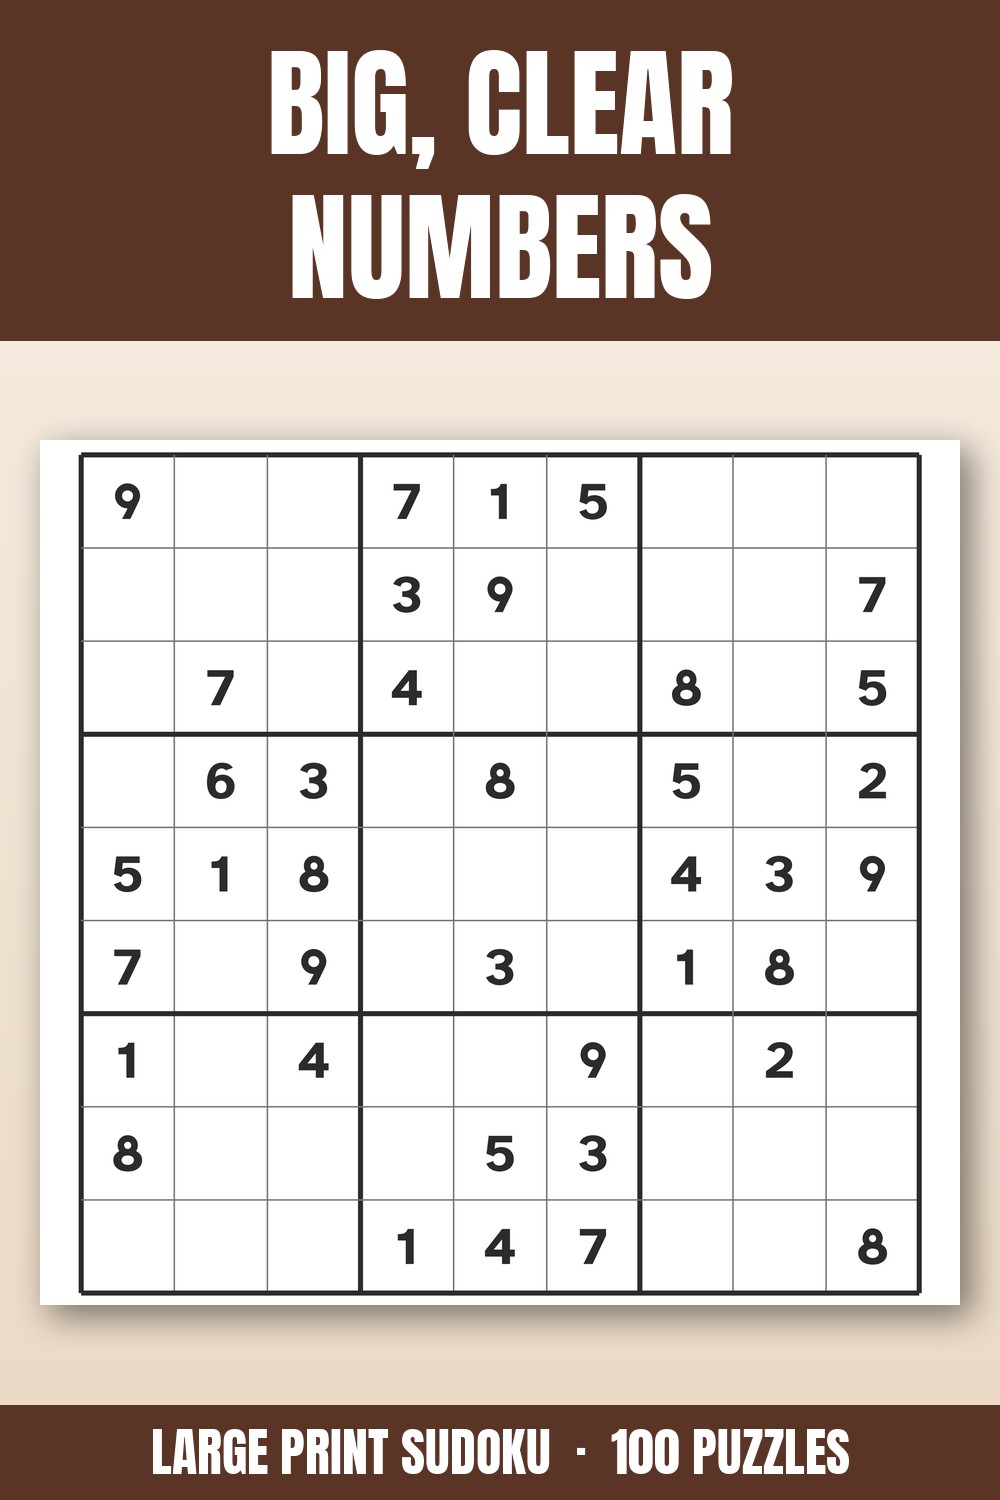 BIG, CLEAR
NUMBERS
9 7 1 5
3 9 7
7 4 8 5
6 3 8 5 2
5 1 8 4 3 9
7 9 3 1 8
1 4 9 2
8 5 3
1 4 7 8
LARGE PRINT SUDOKU · 100 PUZZLES